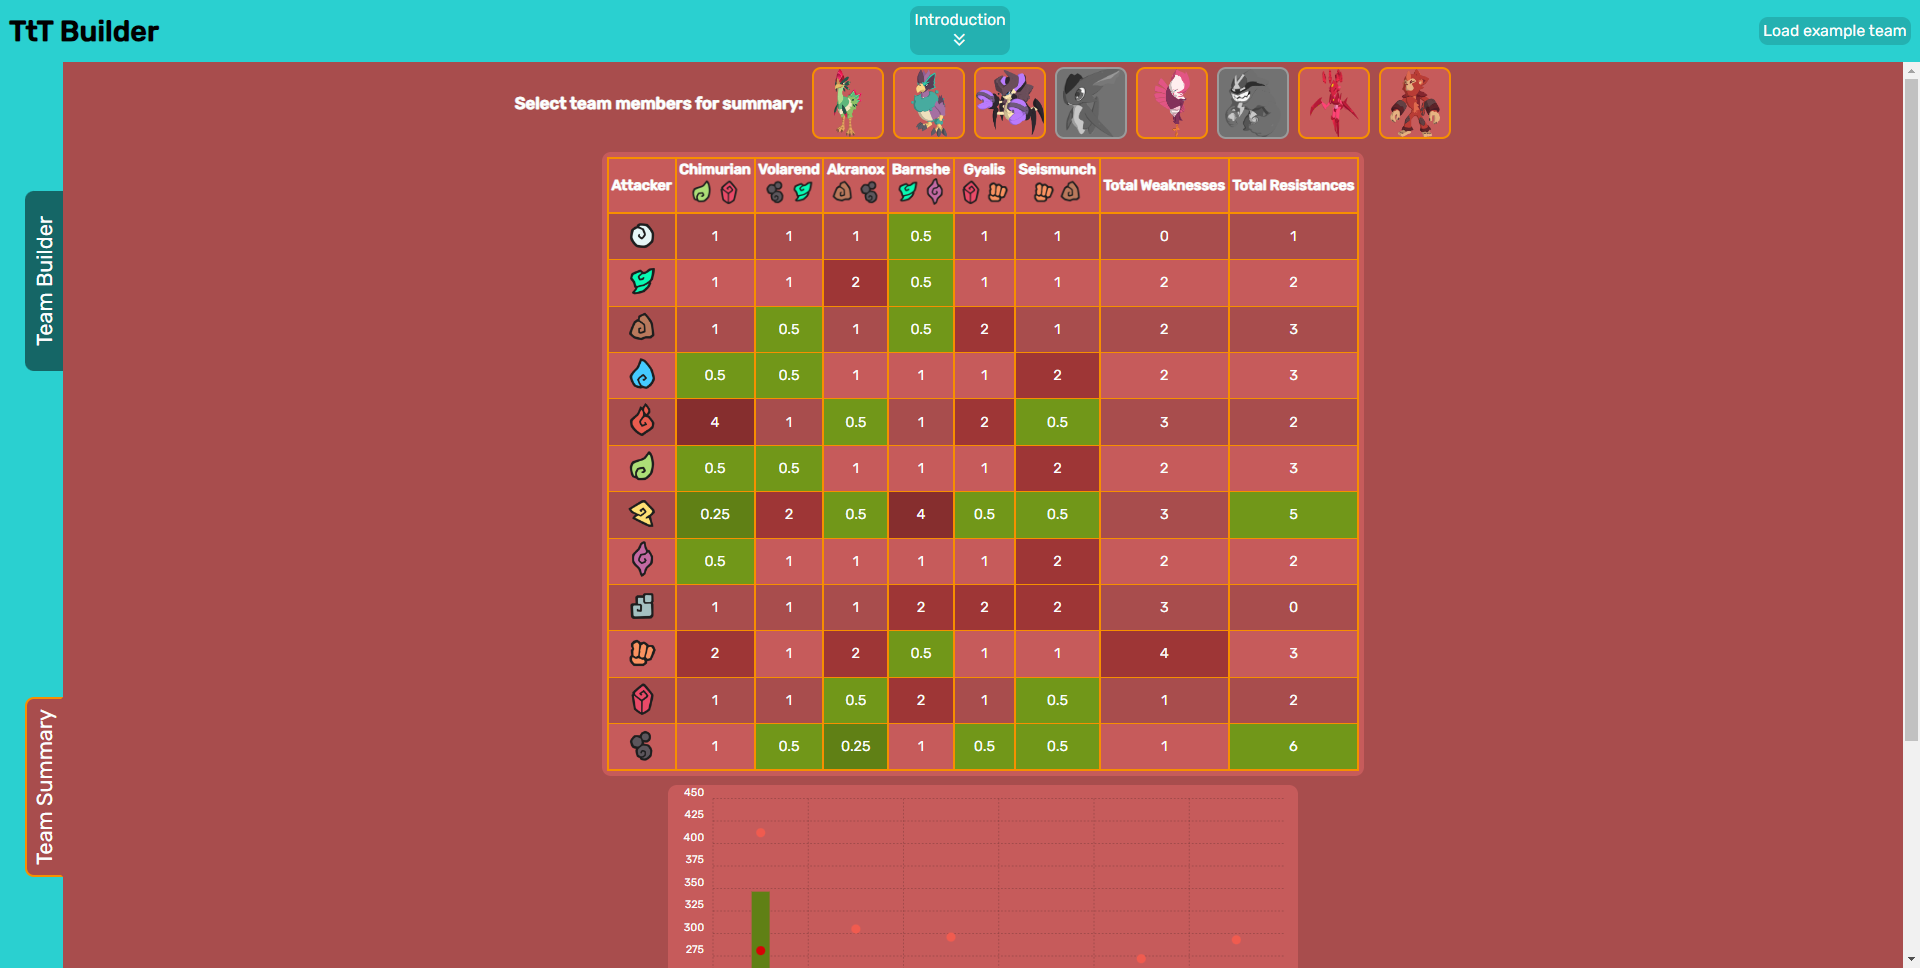 TtT Builder
Introduction
Load example team
Team Builder
Team Summary
Select team members for summary:
Attacker Chimurian Volarend Akranox Barnshe Gyalis Seismunch Total Weaknesses Total Resistances
1 1 1 0.5 1 1 0 1
1 1 2 0.5 1 1 2 2
1 0.5 1 0.5 2 1 2 3
0.5 0.5 1 1 1 2 2 3
4 1 0.5 1 2 0.5 3 2
0.5 0.5 1 1 1 2 2 3
0.25 2 0.5 4 0.5 0.5 3 5
0.5 1 1 1 1 2 2 2
1 1 1 2 2 2 3 0
2 1 2 0.5 1 1 4 3
1 1 0.5 2 1 0.5 1 2
1 0.5 0.25 1 0.5 0.5 1 6
450
425
400
375
350
325
300
275